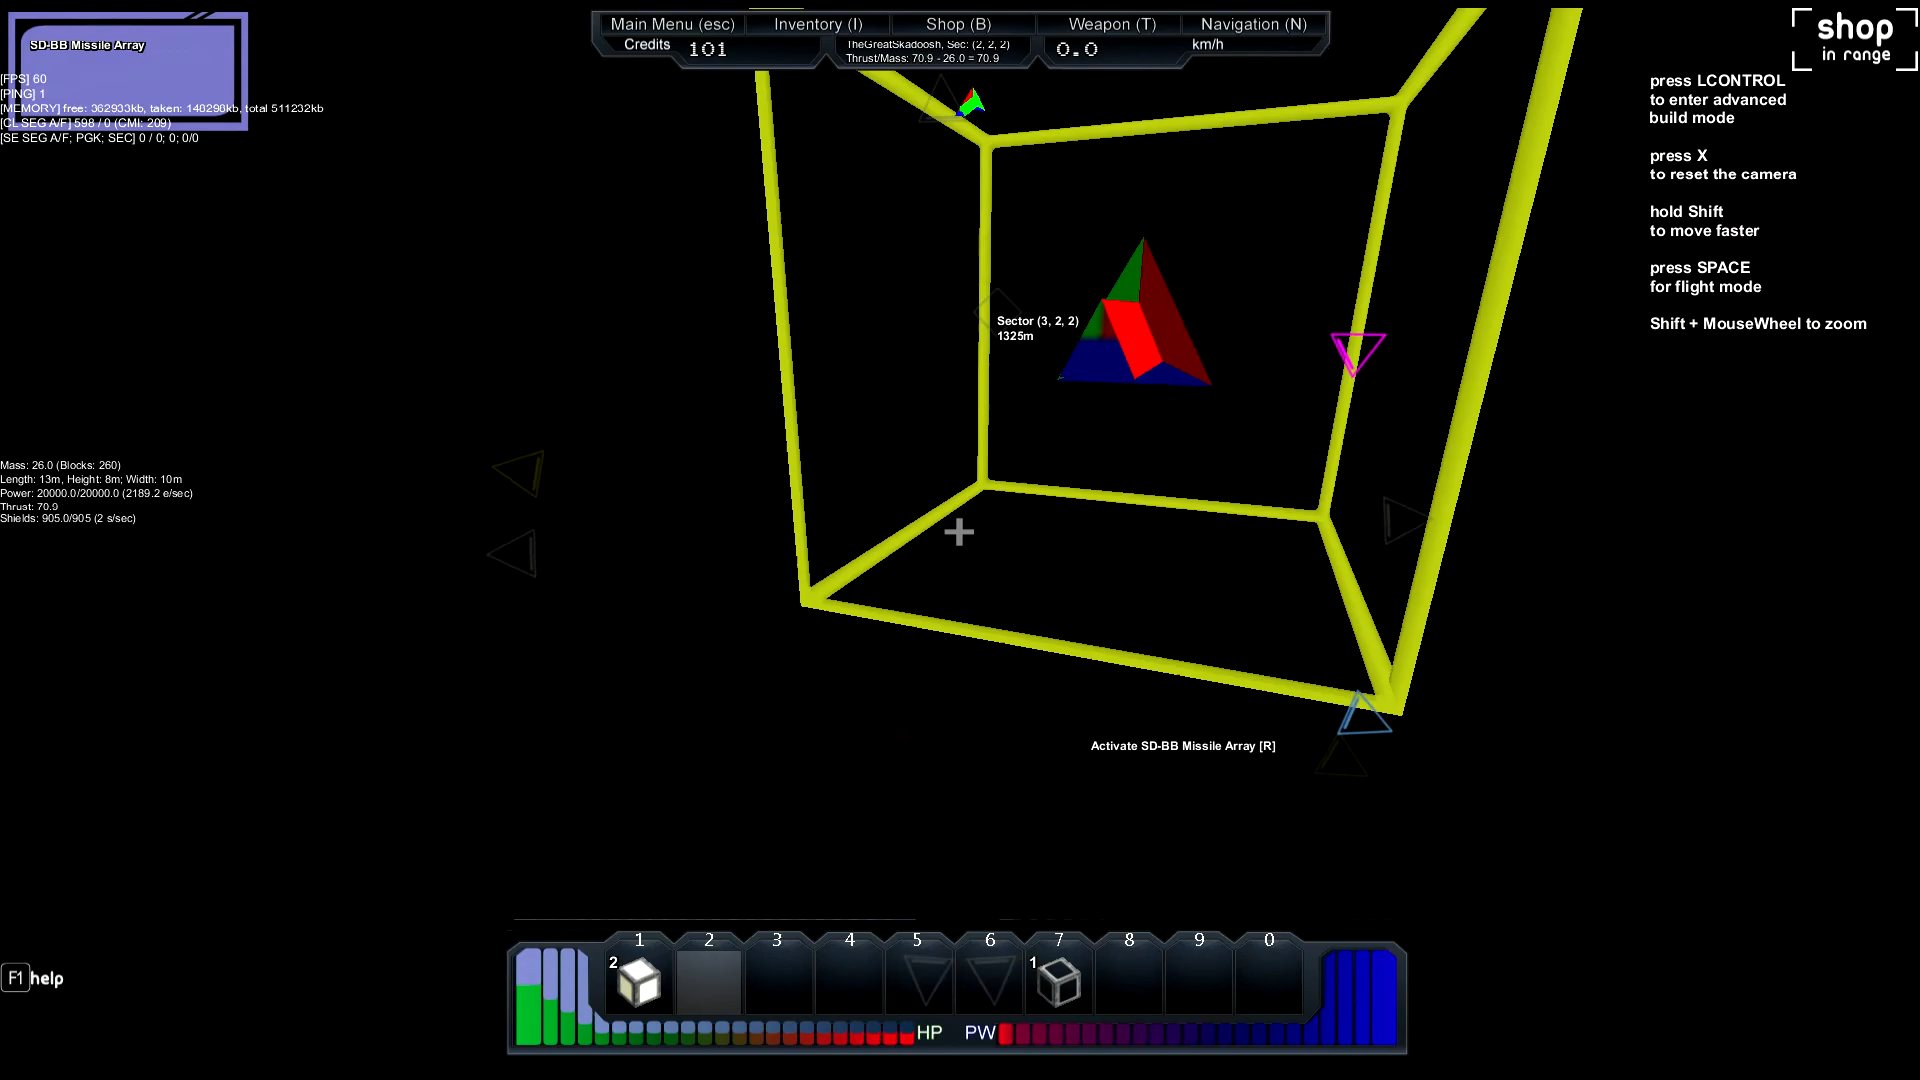 SD-BB Missile Array
[FPS] 60
[PING] 1
[MEMORY] free: 362933kb, taken: 148298kb, total 511232kb
[CL SEG A/F] 598 / 0 (CMI: 209)
[SE SEG A/F; PGK; SEC] 0 / 0; 0; 0/0
Main Menu (esc) Inventory (I) Shop (B) Weapon (T) Navigation (N)
Credits 101 TheGreatSkadoosh, Sec: (2, 2, 2) 0.0 km/h
Thrust/Mass: 70.9 - 26.0 = 70.9
shop
in range
press LCONTROL
to enter advanced
build mode
press X
to reset the camera
hold Shift
to move faster
press SPACE
for flight mode
Shift + MouseWheel to zoom
Sector (3, 2, 2)
1325m
Mass: 26.0 (Blocks: 260)
Length: 13m, Height: 8m; Width: 10m
Power: 20000.0/20000.0 (2189.2 e/sec)
Thrust: 70.9
Shields: 905.0/905 (2 s/sec)
Activate SD-BB Missile Array [R]
1 2 3 4 5 6 7 8 9 0
2 1
F1 help
HP PW